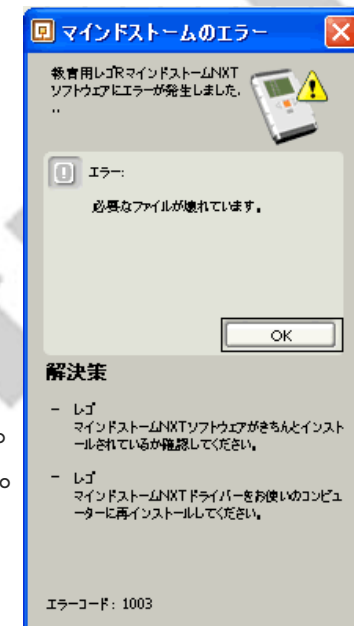 マインドストームのエラー
教育用レゴRマインドストームNXT
ソフトウェアにエラーが発生しました.
..
エラー:
必要なファイルが壊れています。
OK
解決策
- レゴ
マインドストームNXTソフトウェアがきちんとインスト
ールされているか確認してください。
- レゴ
マインドストームNXTドライバーをお使いのコンピュ
ーターに再インストールしてください。
。
。
エラーコード: 1003